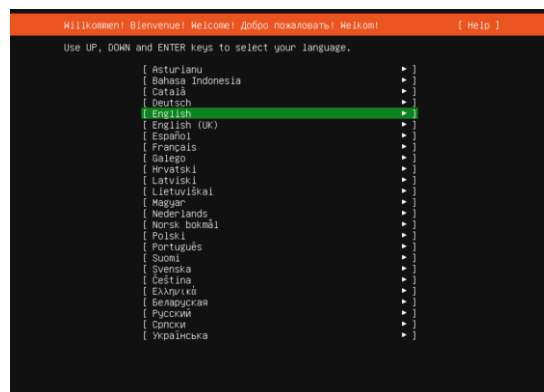 Willkommen! Bienvenue! Welcome! Добро пожаловать! Welkom! [ Help ]
Use UP, DOWN and ENTER keys to select your language.
[ Asturianu ► ]
[ Bahasa Indonesia ► ]
[ Català ► ]
[ Deutsch ► ]
[ English ► ]
[ English (UK) ► ]
[ Español ► ]
[ Français ► ]
[ Galego ► ]
[ Hrvatski ► ]
[ Latviski ► ]
[ Lietuviškai ► ]
[ Magyar ► ]
[ Nederlands ► ]
[ Norsk bokmål ► ]
[ Polski ► ]
[ Português ► ]
[ Suomi ► ]
[ Svenska ► ]
[ Čeština ► ]
[ Ελληνικά ► ]
[ Беларуская ► ]
[ Русский ► ]
[ Српски ► ]
[ Українська ► ]